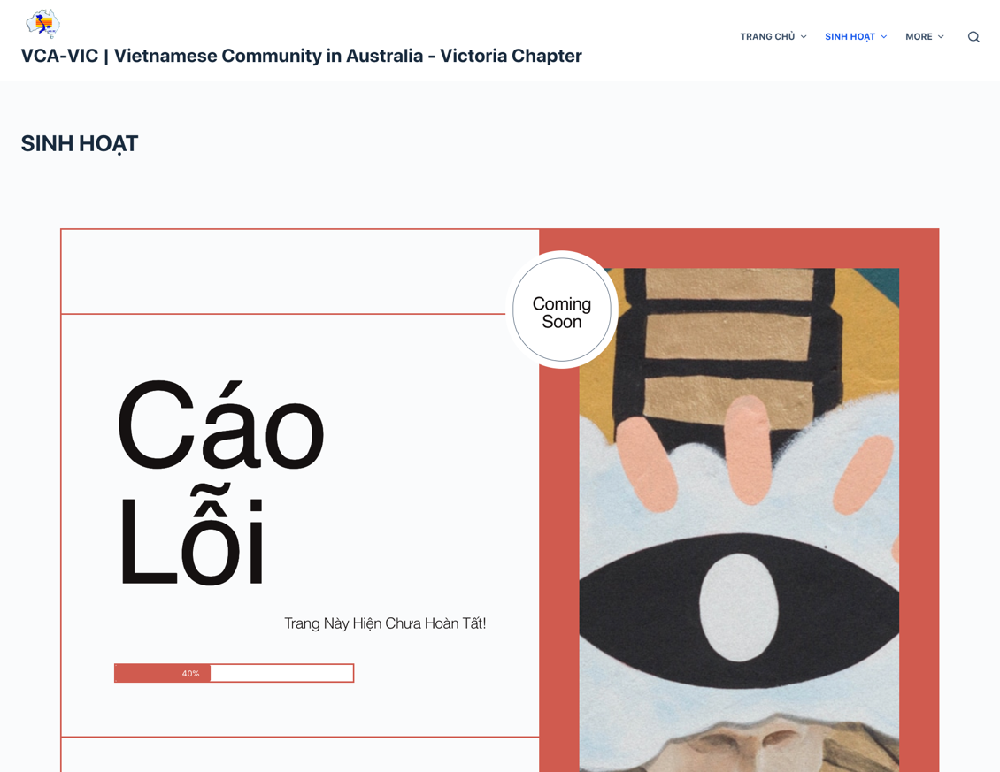 VCA-VIC | Vietnamese Community in Australia - Victoria Chapter
TRANG CHỦ
SINH HOẠT
MORE
SINH HOẠT
Coming
Soon
Cáo
Lỗi
Trang Này Hiện Chưa Hoàn Tất!
40%